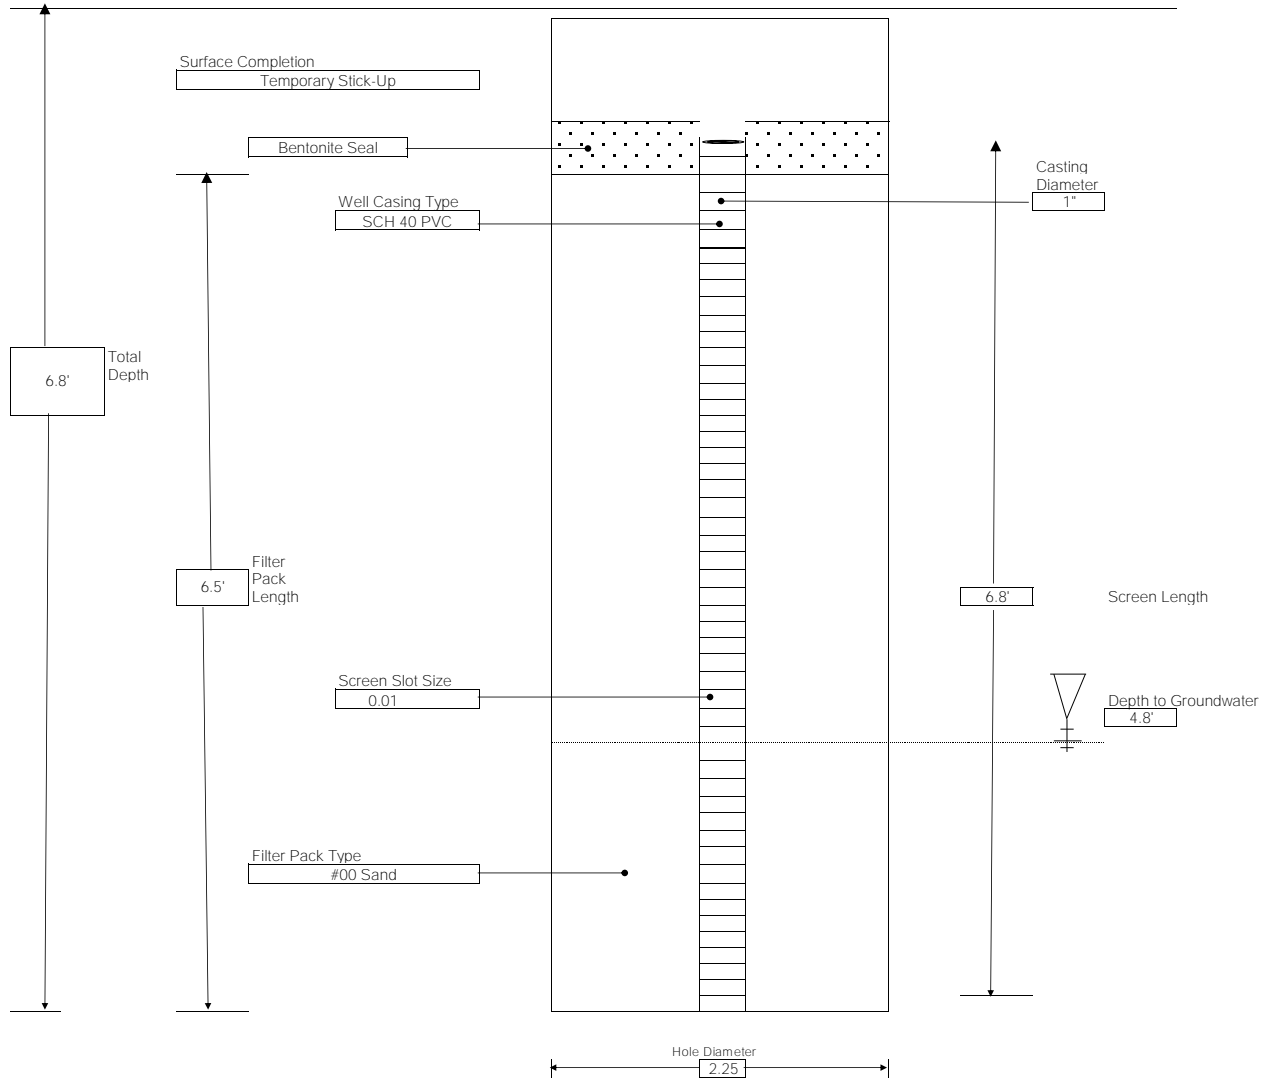 Surface Completion
Temporary Stick-Up
Bentonite Seal
Casting
Diameter
1"
Well Casing Type
SCH 40 PVC
Total
Depth
6.8'
Filter
Pack
Length
6.5'
6.8'
Screen Length
Screen Slot Size
0.01
Depth to Groundwater
4.8'
Filter Pack Type
#00 Sand
Hole Diameter
2.25